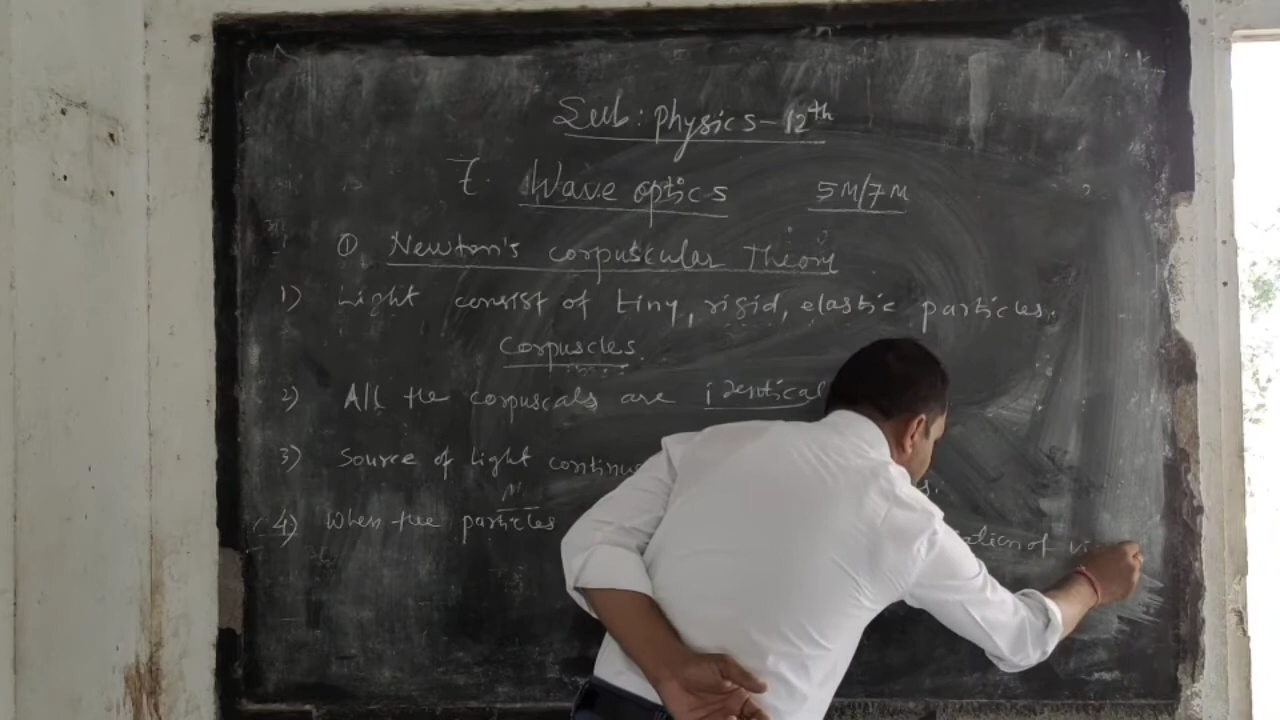 Sub: physics-12th
7. Wave optics 5M/7M
① Newton's corpuscular Theory
1) Light consist of tiny, rigid, elastic particles.
Corpuscles.
2) All the corpuscals are identical
3) Source of light
4) When the particles
of